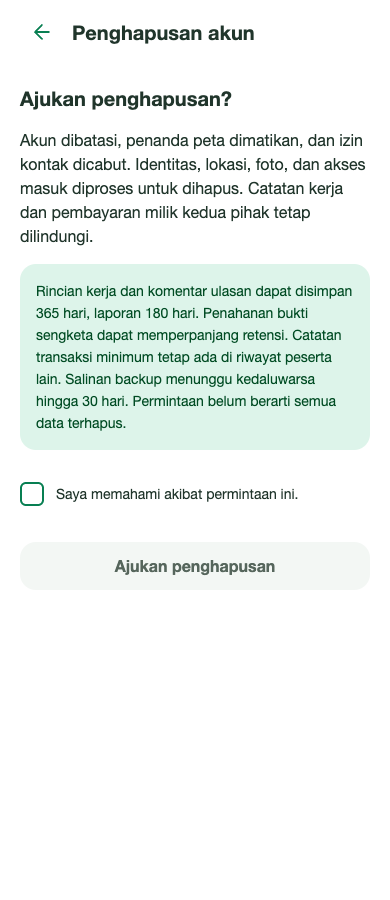 Penghapusan akun
Ajukan penghapusan?
Akun dibatasi, penanda peta dimatikan, dan izin
kontak dicabut. Identitas, lokasi, foto, dan akses
masuk diproses untuk dihapus. Catatan kerja
dan pembayaran milik kedua pihak tetap
dilindungi.
Rincian kerja dan komentar ulasan dapat disimpan
365 hari, laporan 180 hari. Penahanan bukti
sengketa dapat memperpanjang retensi. Catatan
transaksi minimum tetap ada di riwayat peserta
lain. Salinan backup menunggu kedaluwarsa
hingga 30 hari. Permintaan belum berarti semua
data terhapus.
Saya memahami akibat permintaan ini.
Ajukan penghapusan